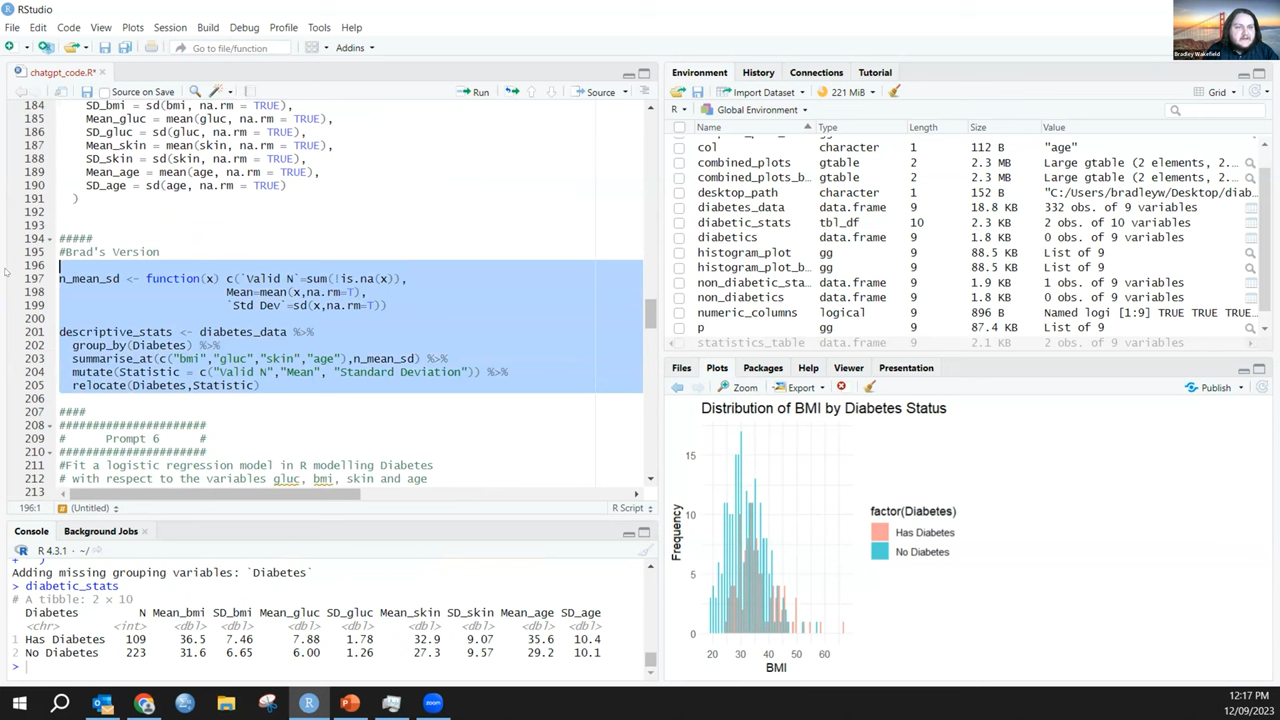 RStudio
File Edit Code View Plots Session Build Debug Profile Tools Help
Go to file/function Addins
Bradley Wakefield
chatgpt_code.R*
Source on Save Run Source
184 SD_bmi = sd(bmi, na.rm = TRUE),
185 Mean_gluc = mean(gluc, na.rm = TRUE),
186 SD_gluc = sd(gluc, na.rm = TRUE),
187 Mean_skin = mean(skin, na.rm = TRUE),
188 SD_skin = sd(skin, na.rm = TRUE),
189 Mean_age = mean(age, na.rm = TRUE),
190 SD_age = sd(age, na.rm = TRUE)
191 )
192
193
194 #####
195 #Brad's Version
196
197 n_mean_sd <- function(x) c(`Valid N`=sum(!is.na(x)),
198 Mean=mean(x,na.rm=T),
199 `Std Dev`=sd(x,na.rm=T))
200
201 descriptive_stats <- diabetes_data %>%
202 group_by(Diabetes) %>%
203 summarise_at(c("bmi","gluc","skin","age"),n_mean_sd) %>%
204 mutate(Statistic = c("Valid N","Mean", "Standard Deviation")) %>%
205 relocate(Diabetes,Statistic)
206
207 ####
208 ######################
209 # Prompt 6 #
210 ######################
211 #Fit a logistic regression model in R modelling Diabetes
212 # with respect to the variables gluc, bmi, skin and age
213
196:1 (Untitled) R Script
Console Background Jobs
R 4.3.1 · ~/
+ )
Adding missing grouping variables: `Diabetes`
> diabetic_stats
# A tibble: 2 × 10
Diabetes N Mean_bmi SD_bmi Mean_gluc SD_gluc Mean_skin SD_skin Mean_age SD_age
<chr> <int> <dbl> <dbl> <dbl> <dbl> <dbl> <dbl> <dbl> <dbl>
1 Has Diabetes 109 36.5 7.46 7.88 1.78 32.9 9.07 35.6 10.4
2 No Diabetes 223 31.6 6.65 6.00 1.26 27.3 9.57 29.2 10.1
>
Environment History Connections Tutorial
Import Dataset 221 MiB Grid
R Global Environment
Name Type Length Size Value
col character 1 112 B "age"
combined_plots gtable 2 2.3 MB Large gtable (2 elements, 2...
combined_plots_b... gtable 2 2.3 MB Large gtable (2 elements, 2...
desktop_path character 1 152 B "C:/Users/bradleyw/Desktop/diab...
diabetes_data data.frame 9 18.8 KB 332 obs. of 9 variables
diabetic_stats tbl_df 10 2.3 KB 2 obs. of 10 variables
diabetics data.frame 9 1.8 KB 0 obs. of 9 variables
histogram_plot gg 9 88.5 KB List of 9
histogram_plot_b... gg 9 88.5 KB List of 9
non_diabetic_sta... data.frame 9 1.9 KB 1 obs. of 9 variables
non_diabetics data.frame 9 1.8 KB 0 obs. of 9 variables
numeric_columns logical 9 896 B Named logi [1:9] TRUE TRUE TRUE...
p gg 9 87.4 KB List of 9
statistics_table data.frame 2 1.2 KB 0 obs. of 2 variables
Files Plots Packages Help Viewer Presentation
Zoom Export Publish
Distribution of BMI by Diabetes Status
15
10
5
0
Frequency
20 30 40 50 60
BMI
factor(Diabetes)
Has Diabetes
No Diabetes
12:17 PM
12/09/2023